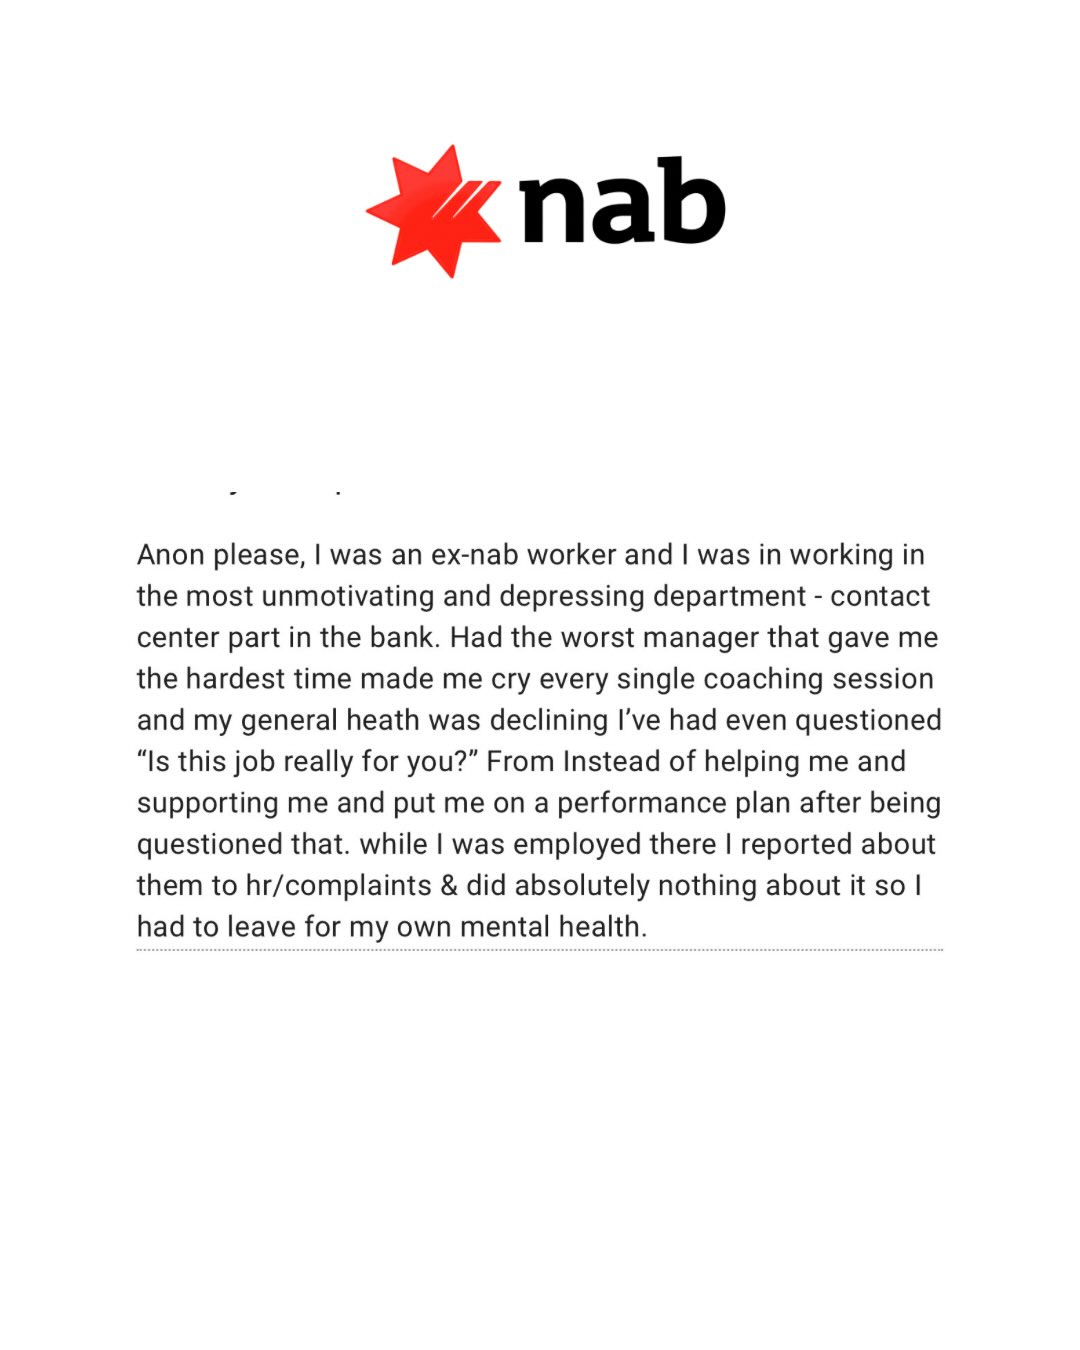 nab
Anon please, I was an ex-nab worker and I was in working in
the most unmotivating and depressing department - contact
center part in the bank. Had the worst manager that gave me
the hardest time made me cry every single coaching session
and my general heath was declining I’ve had even questioned
“Is this job really for you?” From Instead of helping me and
supporting me and put me on a performance plan after being
questioned that. while I was employed there I reported about
them to hr/complaints & did absolutely nothing about it so I
had to leave for my own mental health.